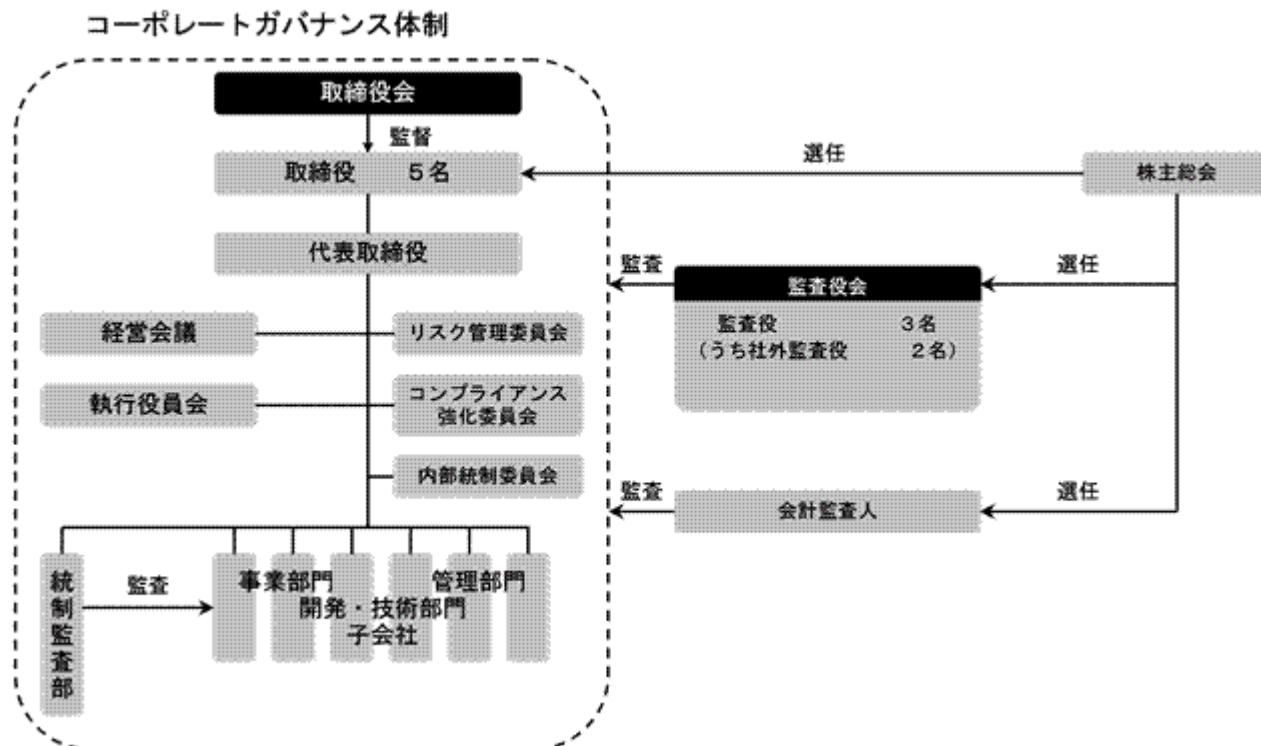 コーポレートガバナンス体制
取締役会
監督
取締役　　５名
選任
株主総会
代表取締役
監査
監査役会
選任
監査役　　　　３名
（うち社外監査役　　２名）
経営会議
リスク管理委員会
執行役員会
コンプライアンス
強化委員会
内部統制委員会
監査
会計監査人
選任
統制監査部
監査
事業部門
管理部門
開発・技術部門
子会社